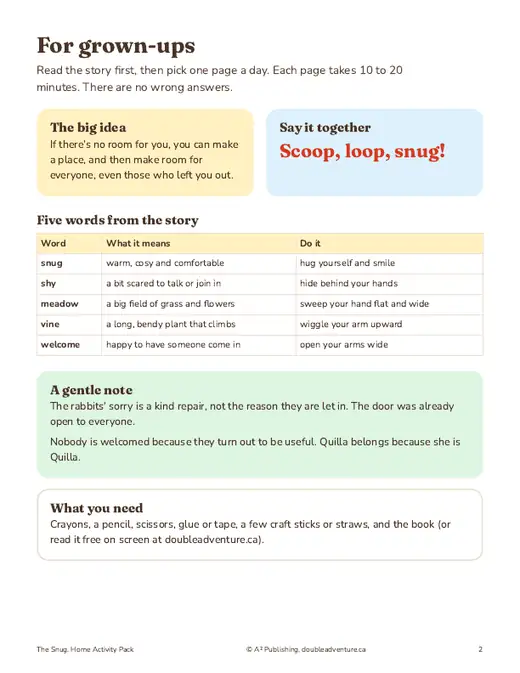 For grown-ups
Read the story first, then pick one page a day. Each page takes 10 to 20
minutes. There are no wrong answers.
The big idea
If there's no room for you, you can make
a place, and then make room for
everyone, even those who left you out.
Say it together
Scoop, loop, snug!
Five words from the story
Word What it means Do it
snug warm, cosy and comfortable hug yourself and smile
shy a bit scared to talk or join in hide behind your hands
meadow a big field of grass and flowers sweep your hand flat and wide
vine a long, bendy plant that climbs wiggle your arm upward
welcome happy to have someone come in open your arms wide
A gentle note
The rabbits' sorry is a kind repair, not the reason they are let in. The door was already
open to everyone.
Nobody is welcomed because they turn out to be useful. Quilla belongs because she is
Quilla.
What you need
Crayons, a pencil, scissors, glue or tape, a few craft sticks or straws, and the book (or
read it free on screen at doubleadventure.ca).
The Snug, Home Activity Pack © A² Publishing, doubleadventure.ca 2